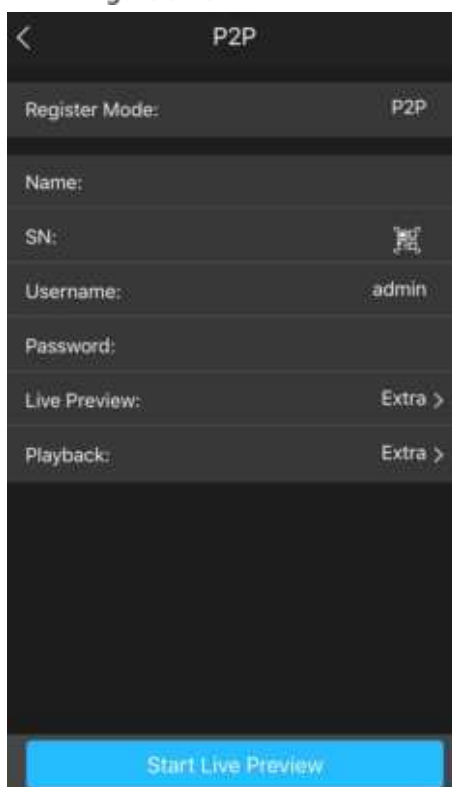 P2P
Register Mode: P2P
Name:
SN:
Username: admin
Password:
Live Preview: Extra >
Playback: Extra >
Start Live Preview